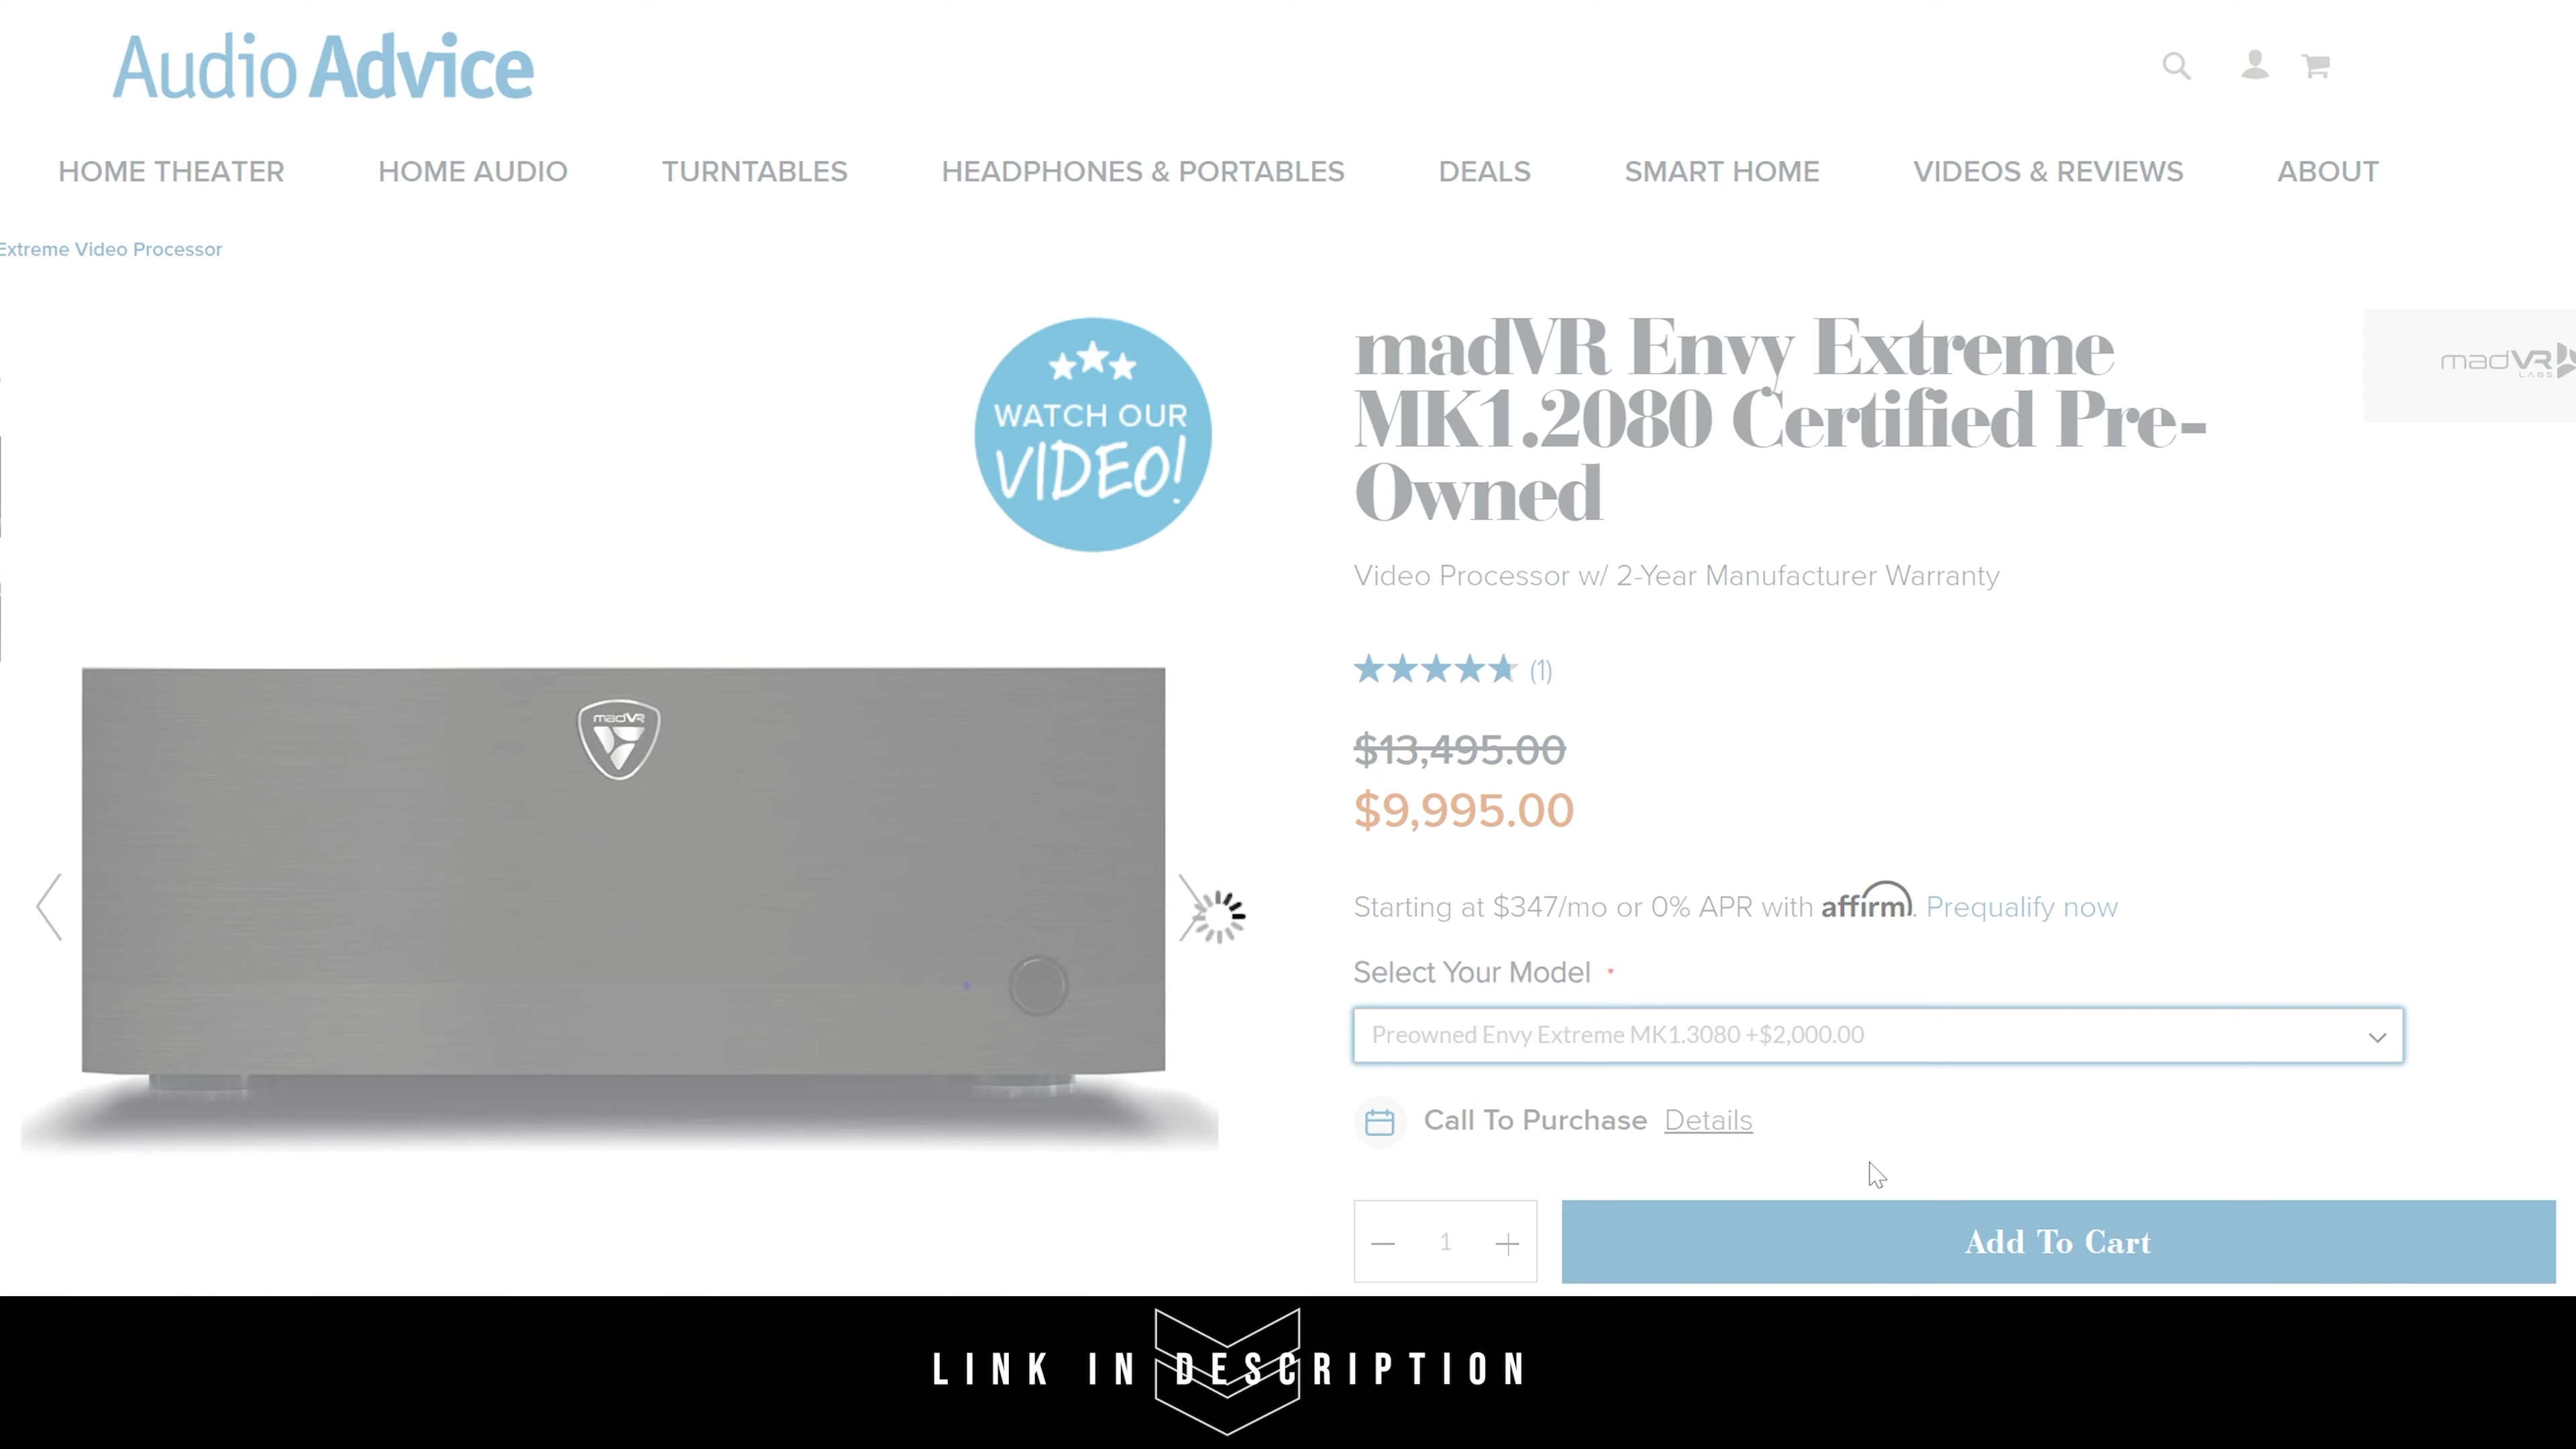 Audio Advice
HOME THEATER
HOME AUDIO
TURNTABLES
HEADPHONES & PORTABLES
DEALS
SMART HOME
VIDEOS & REVIEWS
ABOUT
Extreme Video Processor
WATCH OUR
VIDEO!
madVR
madVR Envy Extreme
MK1.2080 Certified Pre-
Owned
madVR
LABS
Video Processor w/ 2-Year Manufacturer Warranty
(1)
$13,495.00
$9,995.00
Starting at $347/mo or 0% APR with affirm. Prequalify now
Select Your Model *
Preowned Envy Extreme MK1.3080 +$2,000.00
Call To Purchase Details
1
Add To Cart
LINK IN DESCRIPTION